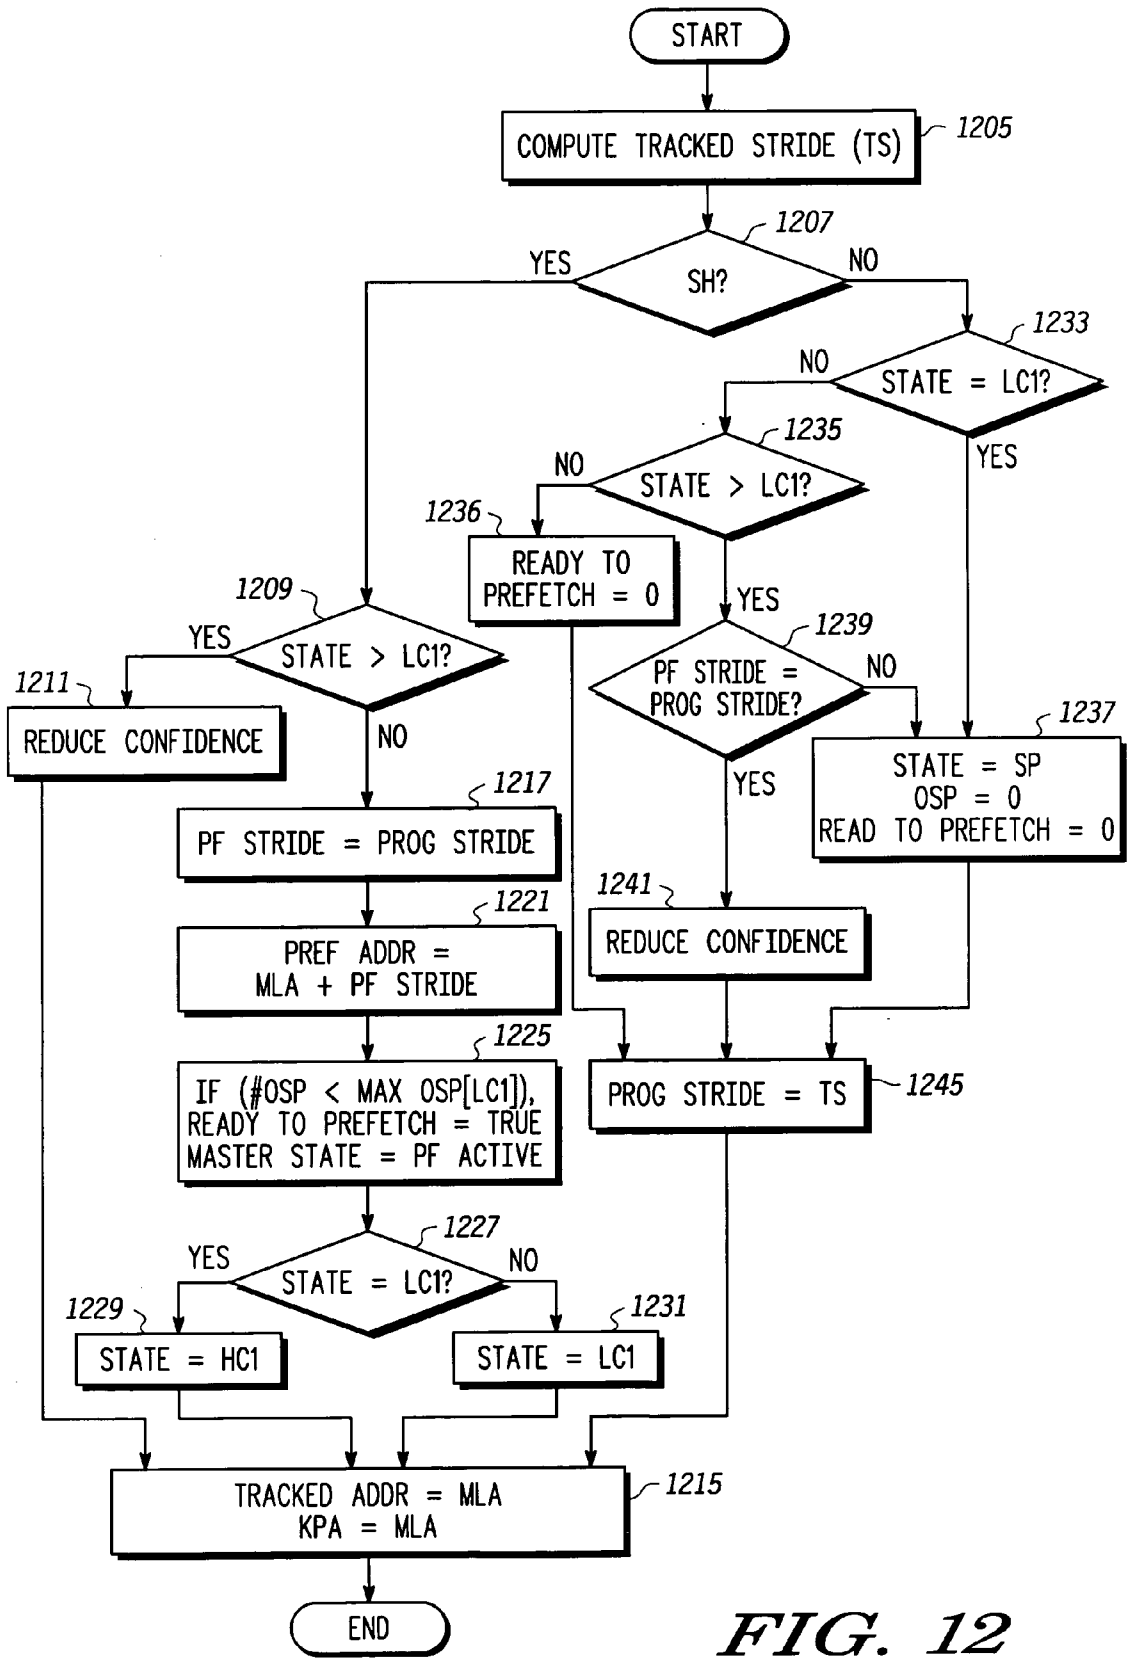 START
COMPUTE TRACKED STRIDE (TS)
1205
1207
SH?
YES
NO
1233
STATE = LC1?
NO
YES
1235
STATE > LC1?
NO
YES
1236
READY TO
PREFETCH = 0
1209
STATE > LC1?
YES
NO
1239
PF STRIDE =
PROG STRIDE?
NO
YES
1211
REDUCE CONFIDENCE
1237
STATE = SP
OSP = 0
READ TO PREFETCH = 0
1217
PF STRIDE = PROG STRIDE
1241
REDUCE CONFIDENCE
1221
PREF ADDR =
MLA + PF STRIDE
1225
IF (#OSP < MAX OSP[LC1]),
READY TO PREFETCH = TRUE
MASTER STATE = PF ACTIVE
PROG STRIDE = TS
1245
1227
STATE = LC1?
YES
NO
1229
STATE = HC1
1231
STATE = LC1
TRACKED ADDR = MLA
KPA = MLA
1215
END
FIG. 12